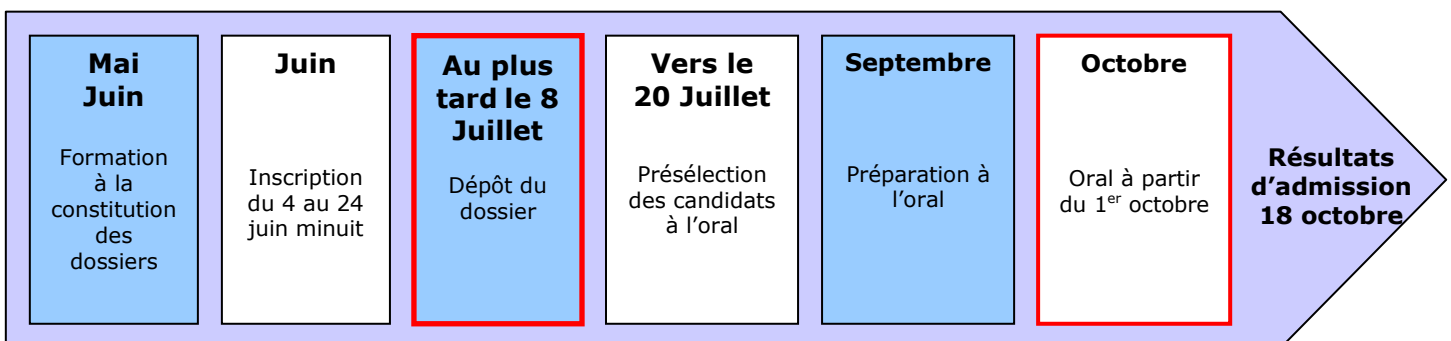 Mai
Juin
Formation
à la
constitution
des
dossiers
Juin
Inscription
du 4 au 24
juin minuit
Au plus
tard le 8
Juillet
Dépôt du
dossier
Vers le
20 Juillet
Présélection
des candidats
à l’oral
Septembre
Préparation à
l’oral
Octobre
Oral à partir
du 1er octobre
Résultats
d’admission
18 octobre